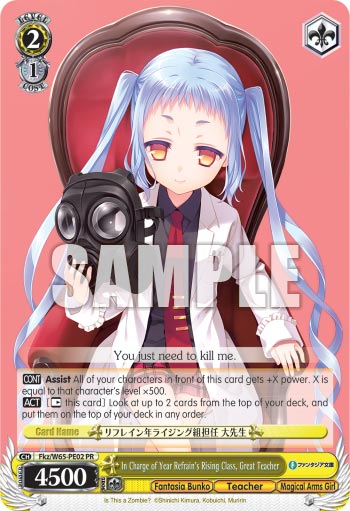 LEVEL
2
1
COST
SAMPLE
You just need to kill me.
CONT Assist All of your characters in front of this card gets +X power. X is
equal to that character's level ×500.
ACT [ this card] Look at up to 2 cards from the top of your deck, and
put them on the top of your deck in any order.
Card Name リフレイン年ライジング組担任 大先生
CH Fkz/W65-PE02 PR
In Charge of Year Refrain's Rising Class, Great Teacher
ファンタジア文庫
4500
Fantasia Bunko Teacher Magical Arms Girl
Is This a Zombie? ©Shinichi Kimura, Kobuichi, Muririn